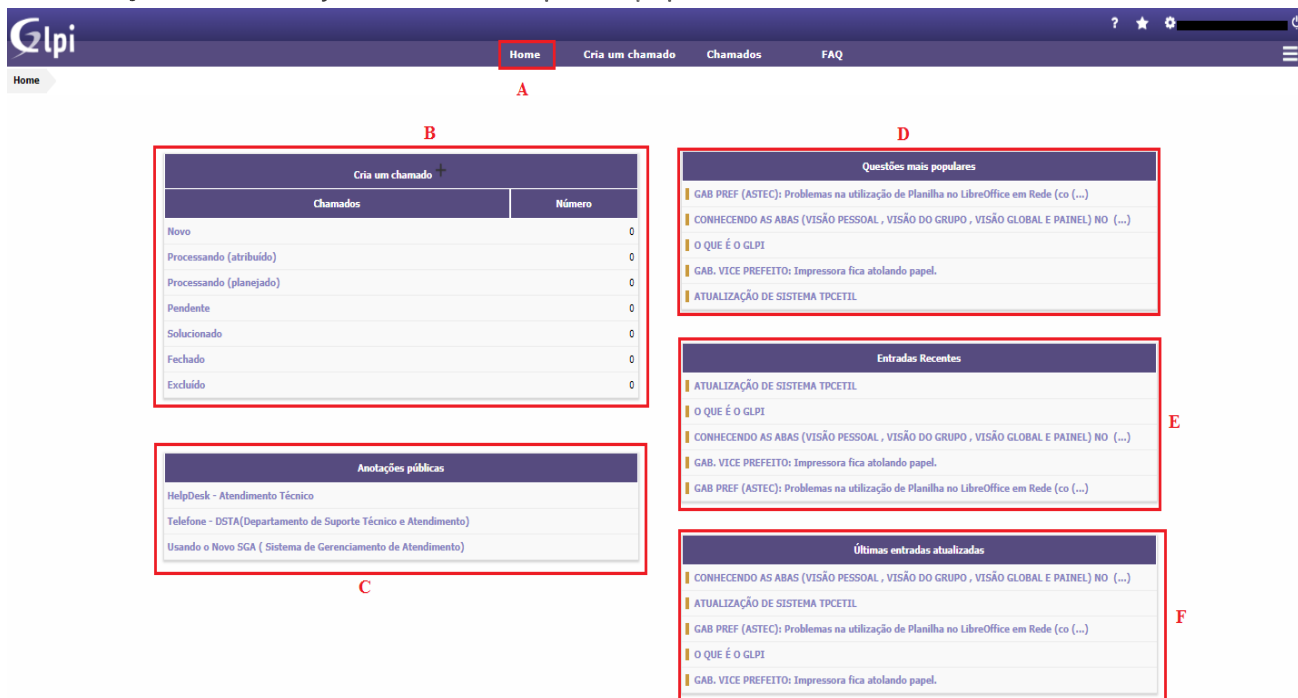 Glpi
?
Home Cria um chamado Chamados FAQ
Home
A
B
Cria um chamado +
Chamados Número
Novo 0
Processando (atribuído) 0
Processando (planejado) 0
Pendente 0
Solucionado 0
Fechado 0
Excluído 0
Anotações públicas
HelpDesk - Atendimento Técnico
Telefone - DSTA(Departamento de Suporte Técnico e Atendimento)
Usando o Novo SGA ( Sistema de Gerenciamento de Atendimento)
C
D
Questões mais populares
GAB PREF (ASTEC): Problemas na utilização de Planilha no LibreOffice em Rede (co (...)
CONHECENDO AS ABAS (VISÃO PESSOAL , VISÃO DO GRUPO , VISÃO GLOBAL E PAINEL) NO (...)
O QUE É O GLPI
GAB. VICE PREFEITO: Impressora fica atolando papel.
ATUALIZAÇÃO DE SISTEMA TPCETIL
Entradas Recentes
ATUALIZAÇÃO DE SISTEMA TPCETIL
O QUE É O GLPI
CONHECENDO AS ABAS (VISÃO PESSOAL , VISÃO DO GRUPO , VISÃO GLOBAL E PAINEL) NO (...)
GAB. VICE PREFEITO: Impressora fica atolando papel.
GAB PREF (ASTEC): Problemas na utilização de Planilha no LibreOffice em Rede (co (...)
E
Últimas entradas atualizadas
CONHECENDO AS ABAS (VISÃO PESSOAL , VISÃO DO GRUPO , VISÃO GLOBAL E PAINEL) NO (...)
ATUALIZAÇÃO DE SISTEMA TPCETIL
GAB PREF (ASTEC): Problemas na utilização de Planilha no LibreOffice em Rede (co (...)
O QUE É O GLPI
GAB. VICE PREFEITO: Impressora fica atolando papel.
F